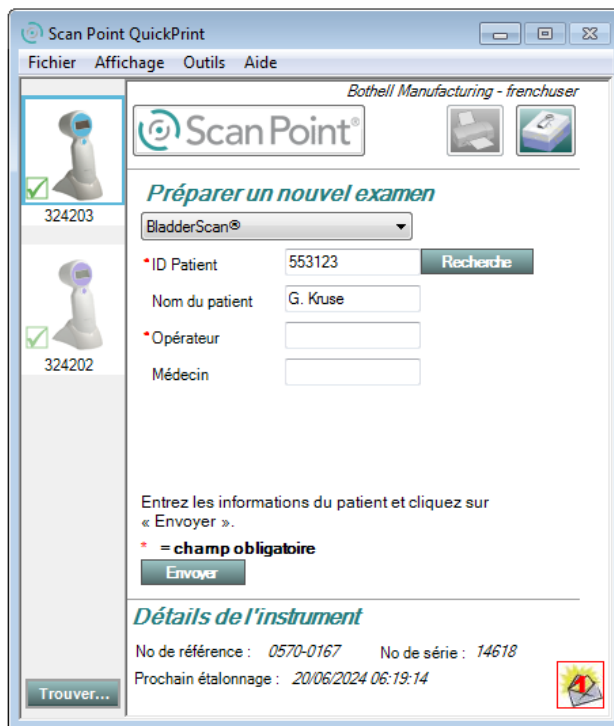 Scan Point QuickPrint
Fichier Affichage Outils Aide
Bothell Manufacturing - frenchuser
Scan Point®
324203
324202
Préparer un nouvel examen
BladderScan®
*ID Patient 553123 Recherche
Nom du patient G. Kruse
*Opérateur
Médecin
Entrez les informations du patient et cliquez sur
« Envoyer ».
* = champ obligatoire
Envoyer
Détails de l'instrument
No de référence : 0570-0167 No de série : 14618
Prochain étalonnage : 20/06/2024 06:19:14
Trouver...